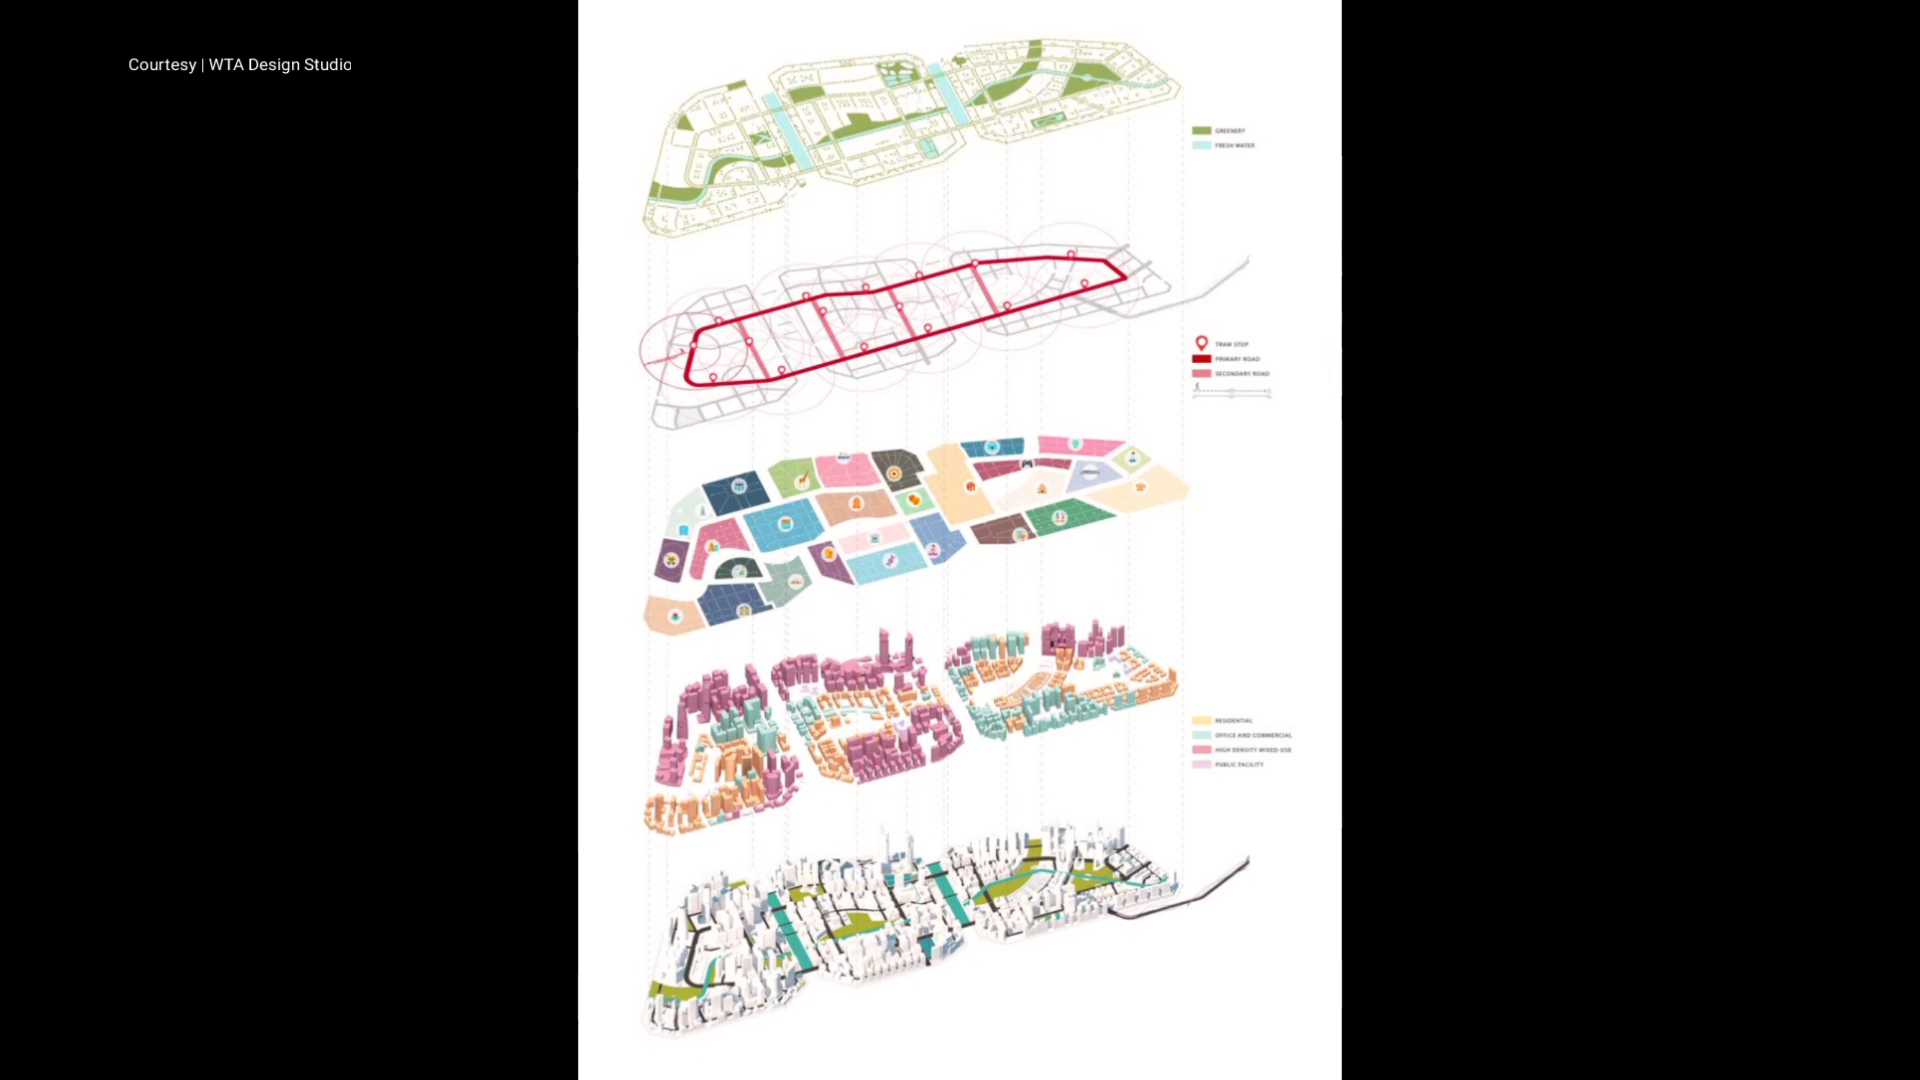 Courtesy | WTA Design Studio
GREENERY
FRESH WATER
TRAM STOP
PRIMARY ROAD
SECONDARY ROAD
RESIDENTIAL
OFFICE AND COMMERCIAL
HIGH DENSITY MIXED-USE
PUBLIC FACILITY